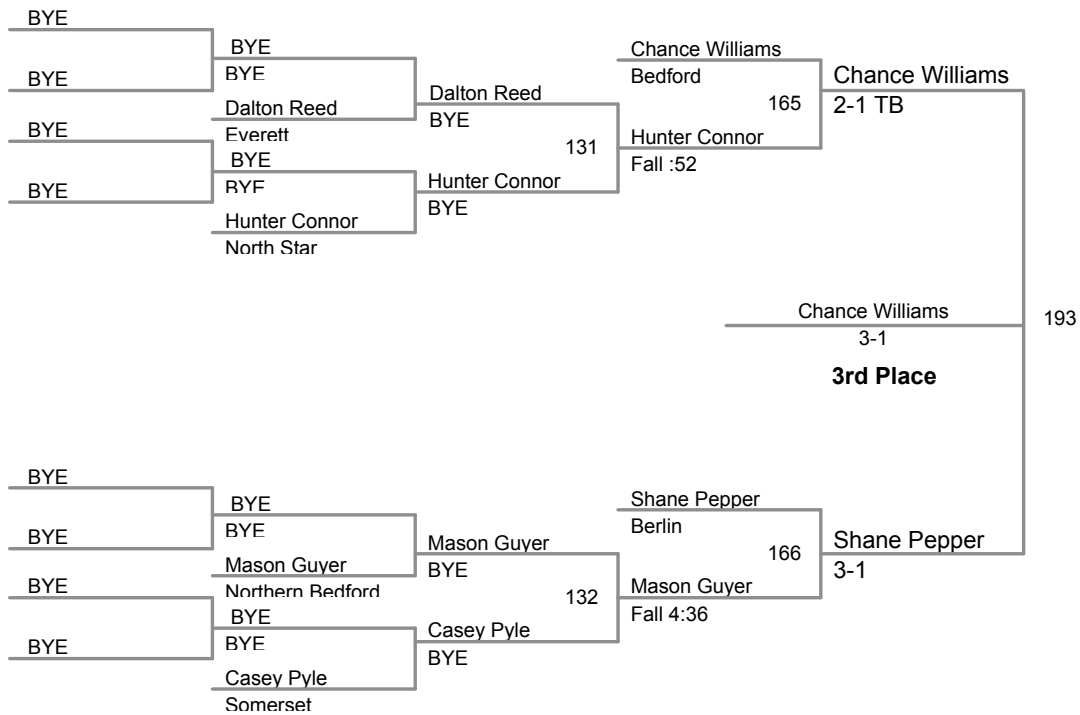 BYE
BYE
BYE
BYE
BYE
BYE
Dalton Reed
Everett
BYE
BYE
Hunter Connor
North Star
Dalton Reed
BYE
131
Hunter Connor
BYE
Chance Williams
Bedford
165
Hunter Connor
Fall :52
Chance Williams
2-1 TB
Chance Williams
3-1
3rd Place
193
BYE
BYE
BYE
BYE
BYE
BYE
Mason Guyer
Northern Bedford
BYE
BYE
Casey Pyle
Somerset
Mason Guyer
BYE
132
Casey Pyle
BYE
Shane Pepper
Berlin
166
Mason Guyer
Fall 4:36
Shane Pepper
3-1